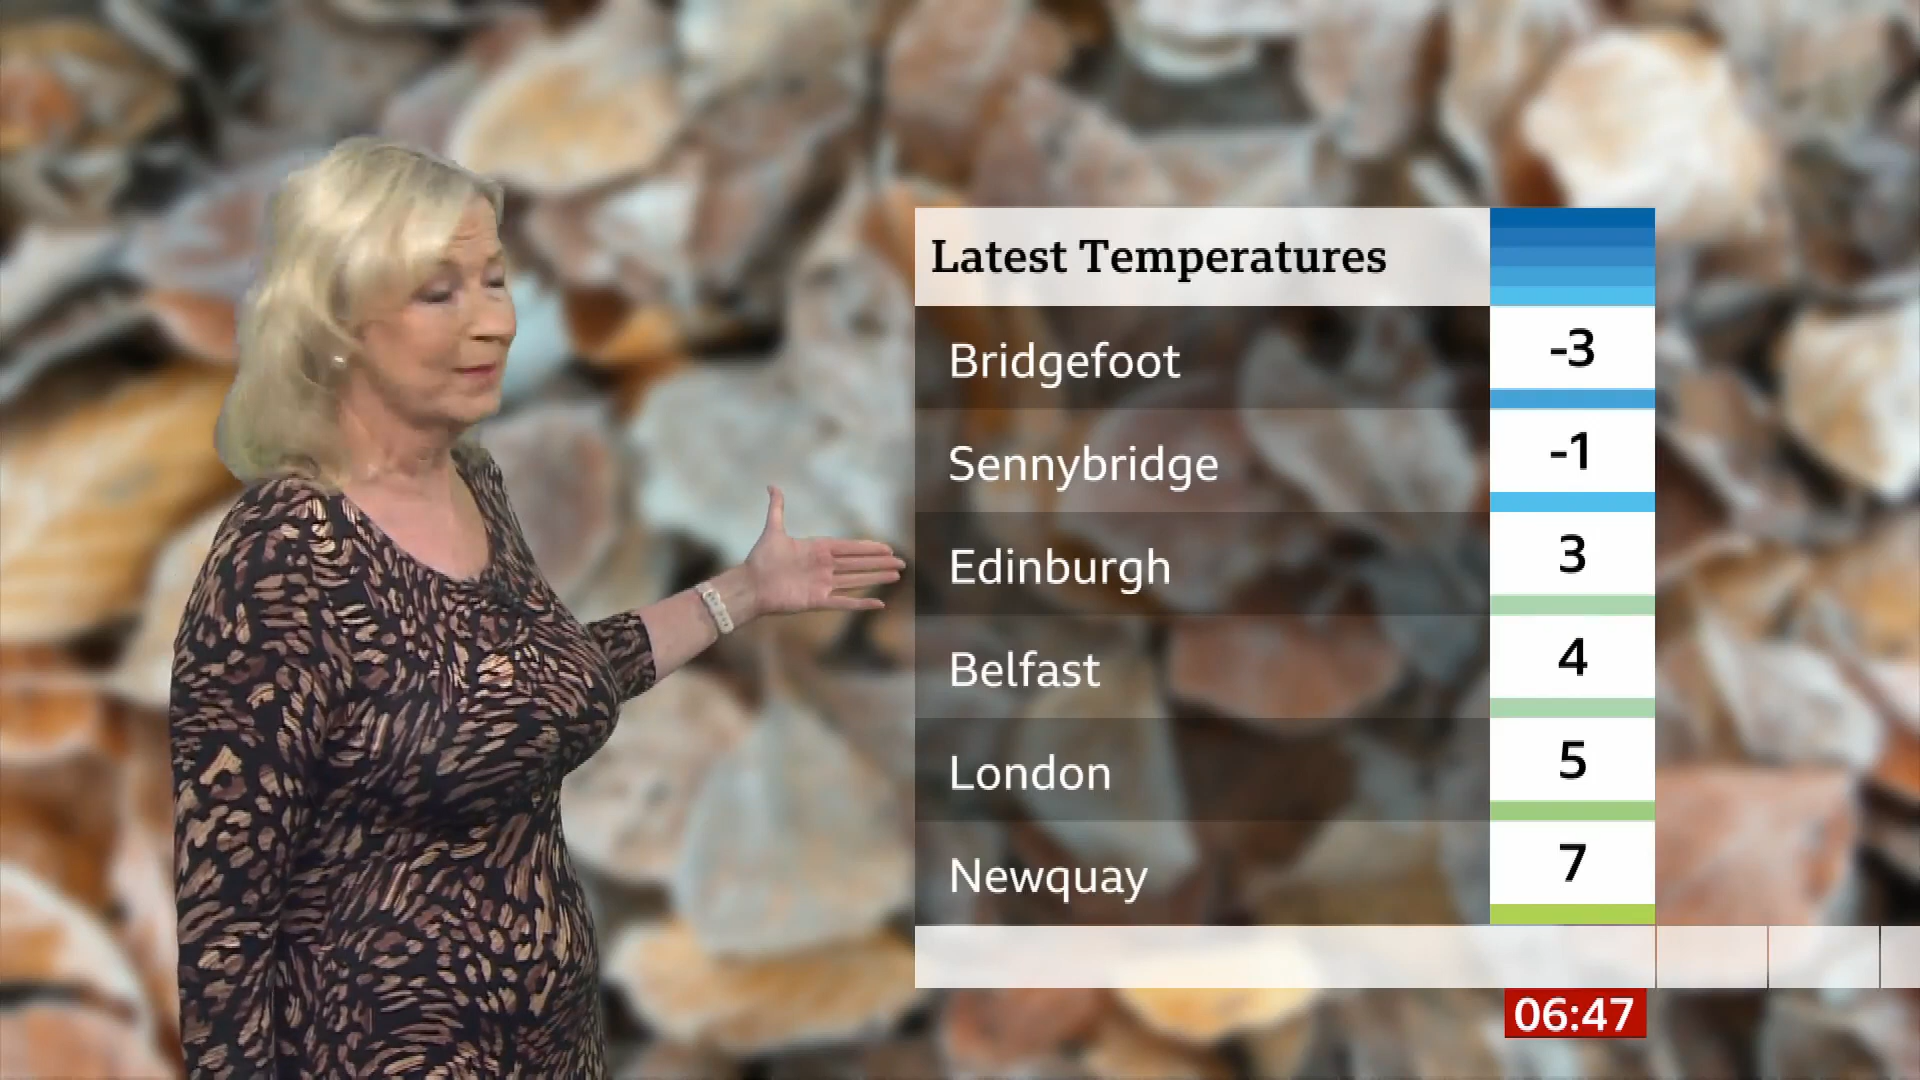 Latest Temperatures
Bridgefoot -3
Sennybridge -1
Edinburgh 3
Belfast 4
London 5
Newquay 7
06:47